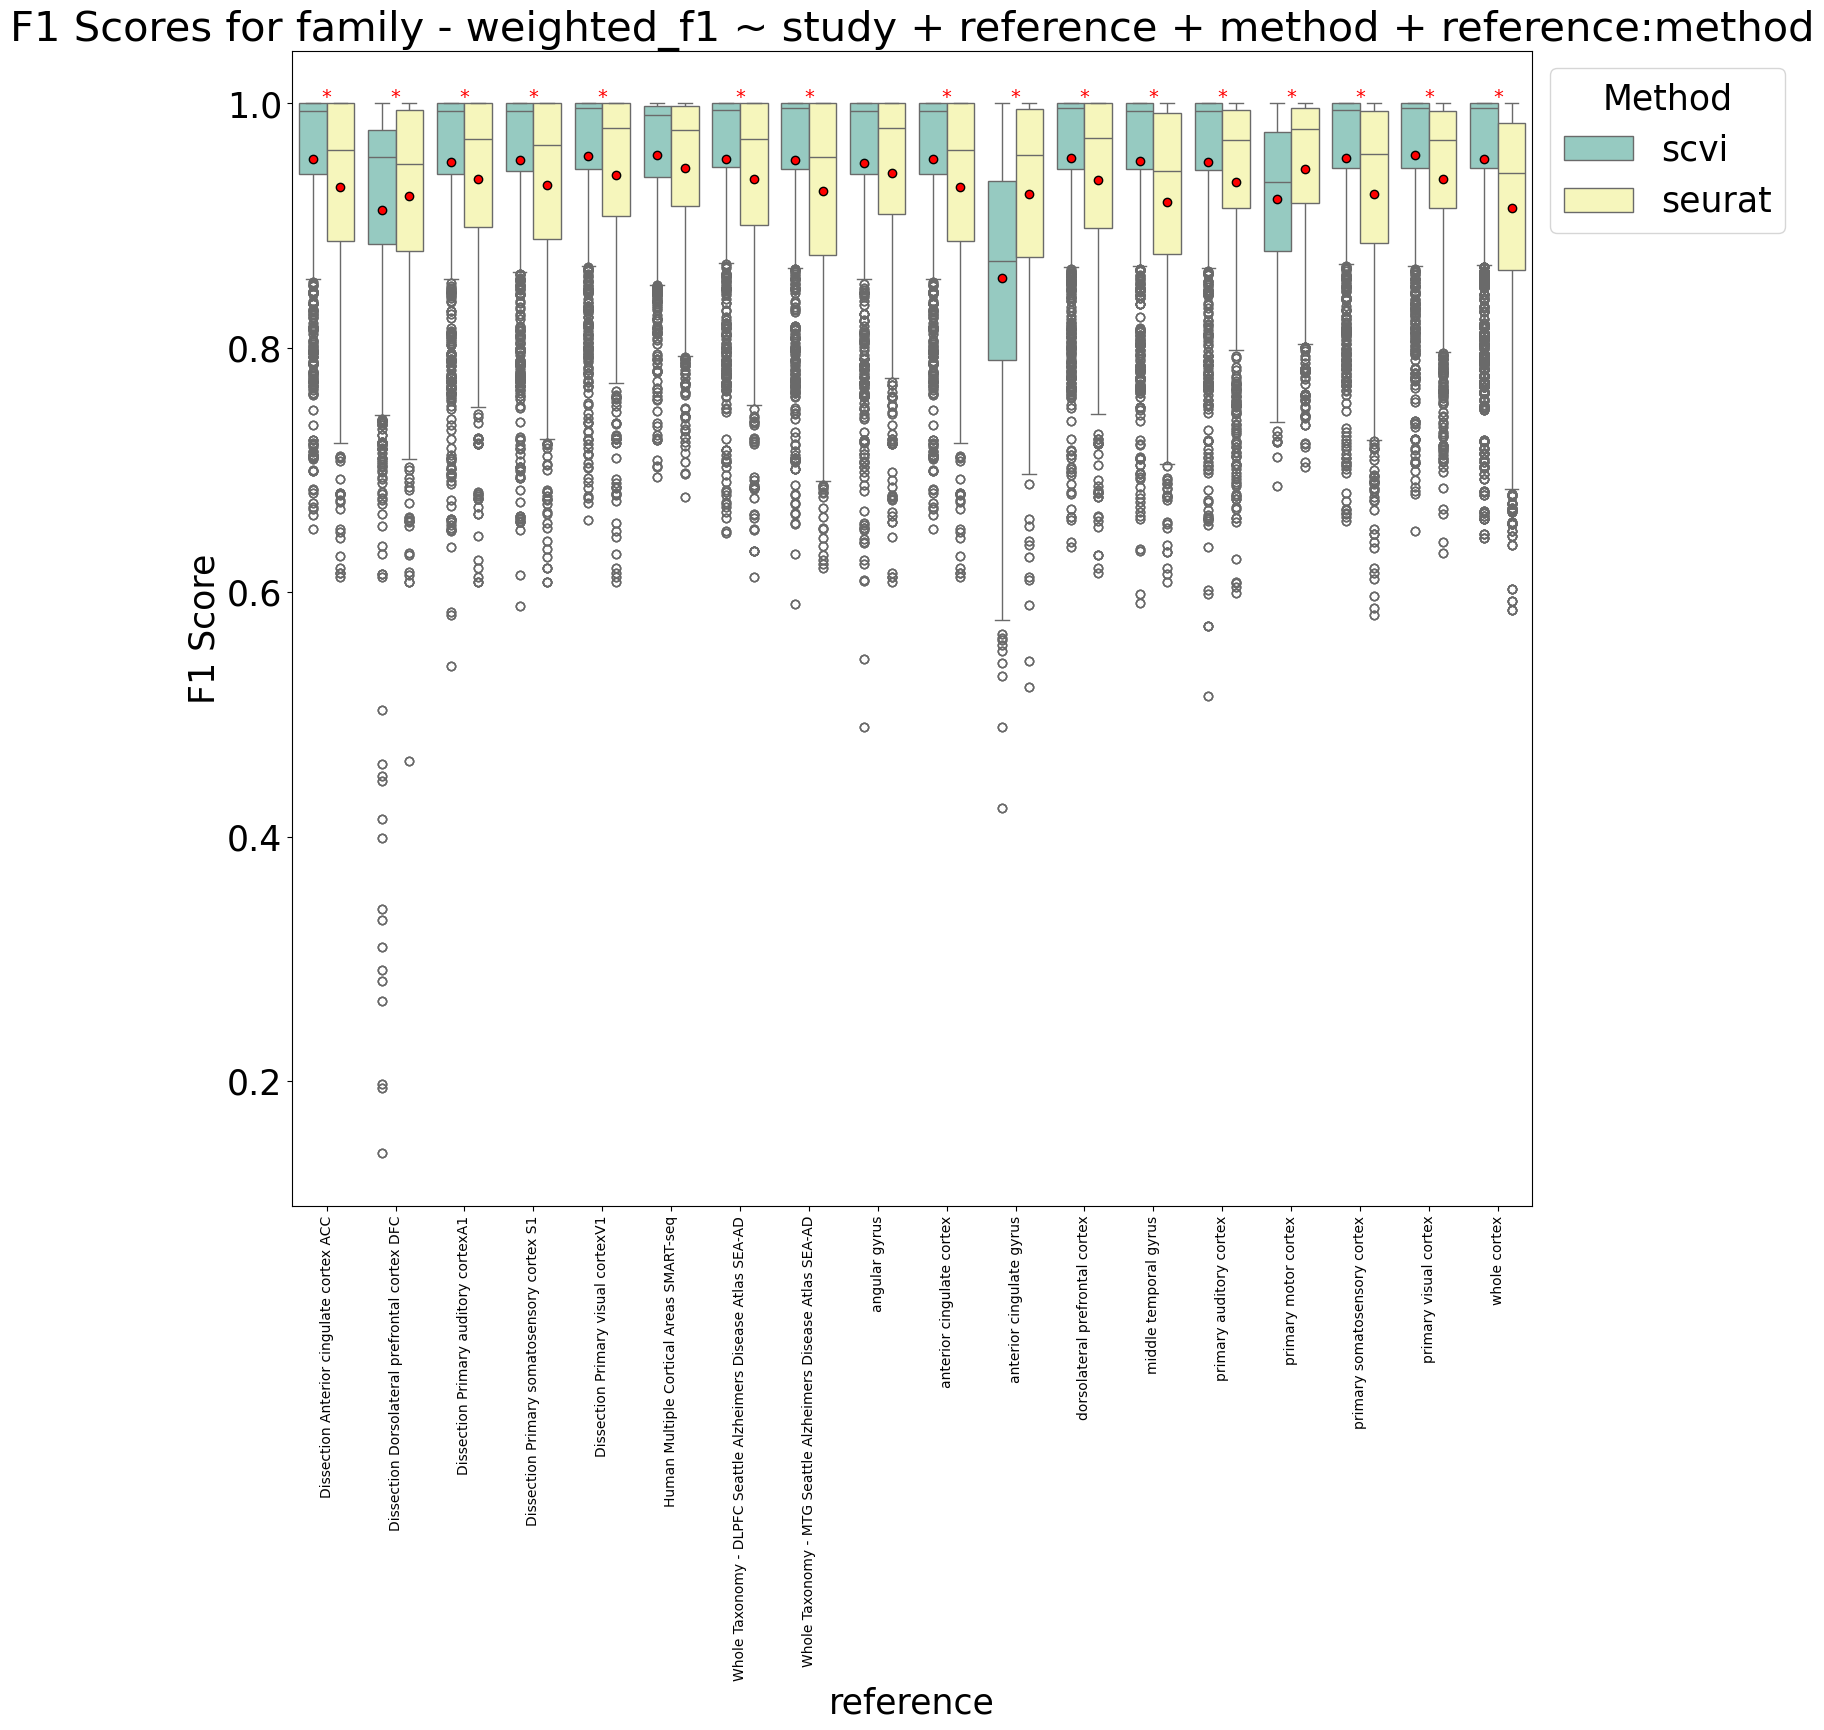 F1 Scores for family - weighted_f1 ~ study + reference + method + reference:method
Method
scvi
seurat
F1 Score
1.0
0.8
0.6
0.4
0.2
* * * * * * * * * * * * * * * *
Dissection Anterior cingulate cortex ACC
Dissection Dorsolateral prefrontal cortex DFC
Dissection Primary auditory cortexA1
Dissection Primary somatosensory cortex S1
Dissection Primary visual cortexV1
Human Multiple Cortical Areas SMART-seq
Whole Taxonomy - DLPFC Seattle Alzheimers Disease Atlas SEA-AD
Whole Taxonomy - MTG Seattle Alzheimers Disease Atlas SEA-AD
angular gyrus
anterior cingulate cortex
anterior cingulate gyrus
dorsolateral prefrontal cortex
middle temporal gyrus
primary auditory cortex
primary motor cortex
primary somatosensory cortex
primary visual cortex
whole cortex
reference